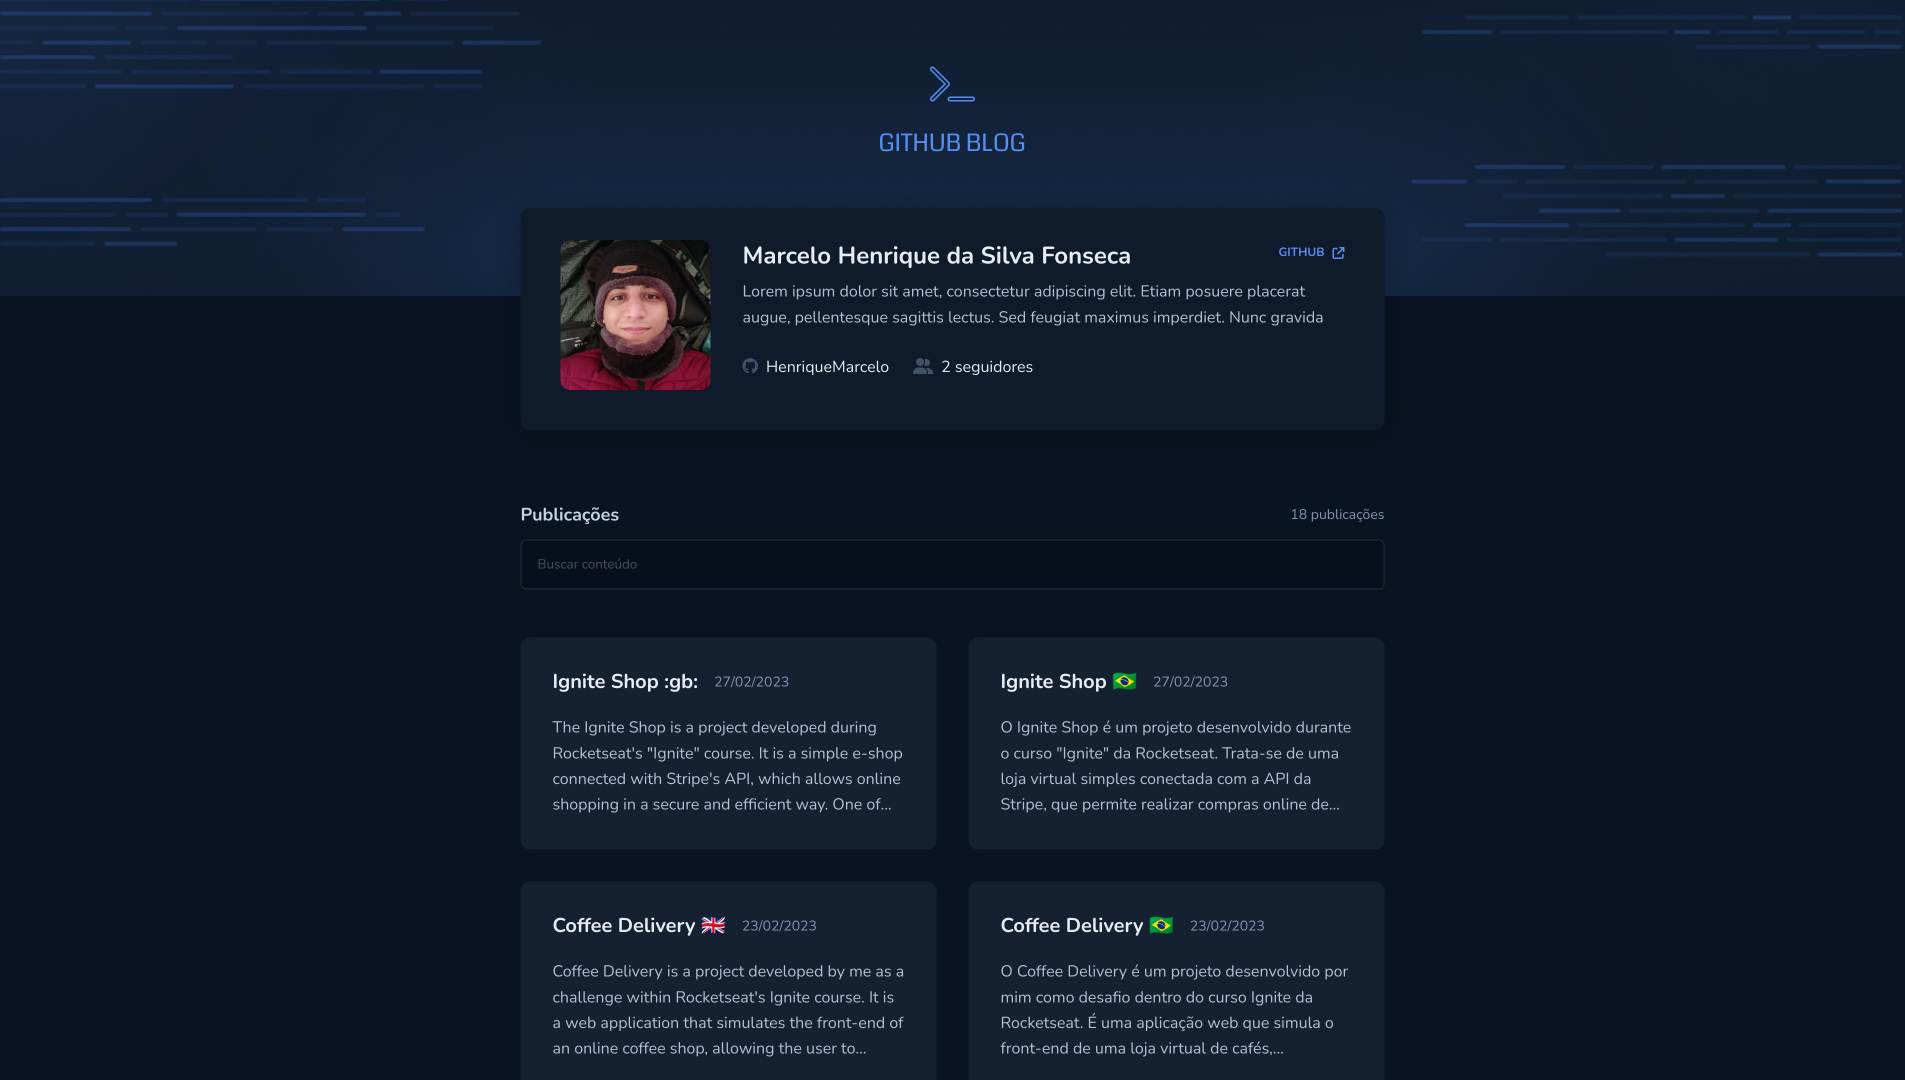 GITHUB BLOG
Marcelo Henrique da Silva Fonseca
GITHUB
Lorem ipsum dolor sit amet, consectetur adipiscing elit. Etiam posuere placerat
augue, pellentesque sagittis lectus. Sed feugiat maximus imperdiet. Nunc gravida
HenriqueMarcelo
2 seguidores
Publicações
18 publicações
Buscar conteúdo
Ignite Shop :gb:
27/02/2023
The Ignite Shop is a project developed during
Rocketseat's "Ignite" course. It is a simple e-shop
connected with Stripe's API, which allows online
shopping in a secure and efficient way. One of...
Ignite Shop 🇧🇷
27/02/2023
O Ignite Shop é um projeto desenvolvido durante
o curso "Ignite" da Rocketseat. Trata-se de uma
loja virtual simples conectada com a API da
Stripe, que permite realizar compras online de...
Coffee Delivery 🇬🇧
23/02/2023
Coffee Delivery is a project developed by me as a
challenge within Rocketseat's Ignite course. It is
a web application that simulates the front-end of
an online coffee shop, allowing the user to...
Coffee Delivery 🇧🇷
23/02/2023
O Coffee Delivery é um projeto desenvolvido por
mim como desafio dentro do curso Ignite da
Rocketseat. É uma aplicação web que simula o
front-end de uma loja virtual de cafés,...